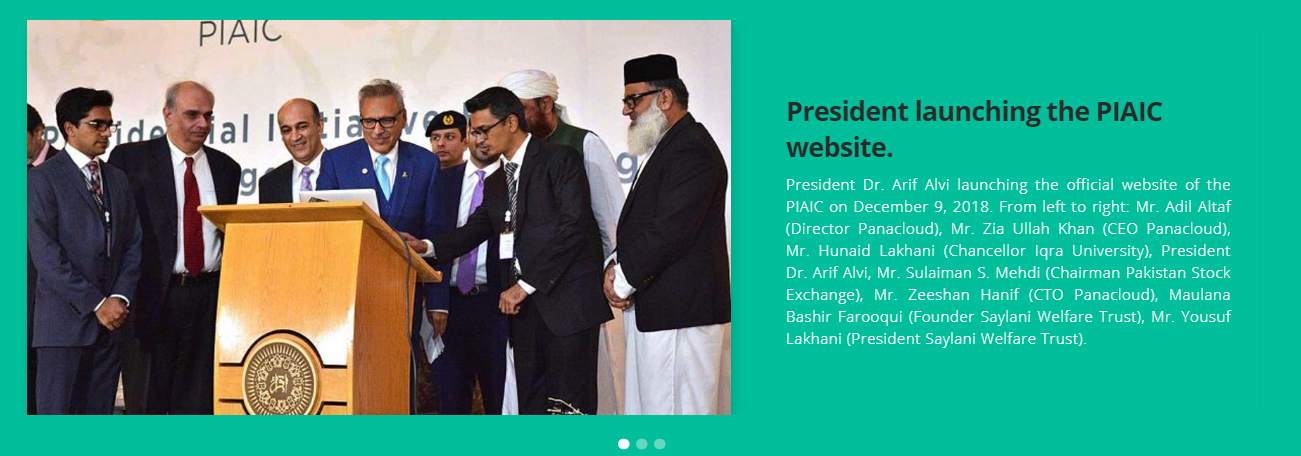 PIAIC
President launching the PIAIC
website.
President Dr. Arif Alvi launching the official website of the
PIAIC on December 9, 2018. From left to right: Mr. Adil Altaf
(Director Panacloud), Mr. Zia Ullah Khan (CEO Panacloud),
Mr. Hunaid Lakhani (Chancellor Iqra University), President
Dr. Arif Alvi, Mr. Sulaiman S. Mehdi (Chairman Pakistan Stock
Exchange), Mr. Zeeshan Hanif (CTO Panacloud), Maulana
Bashir Farooqui (Founder Saylani Welfare Trust), Mr. Yousuf
Lakhani (President Saylani Welfare Trust).